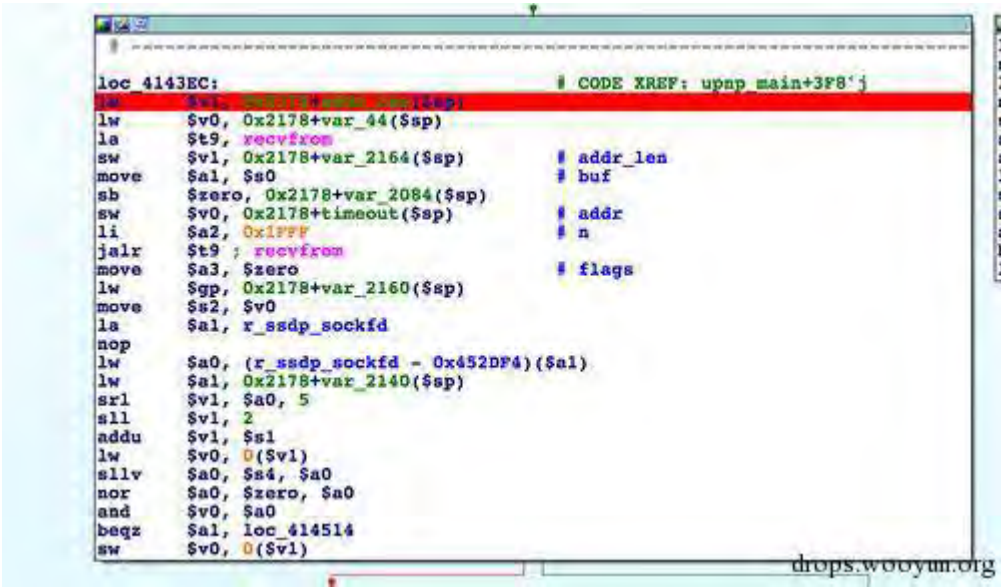 loc_4143EC: # CODE XREF: upnp_main+3F8↓j
lw
lw $v0, 0x2178+var_44($sp)
la $t9, recvfrom
sw $v1, 0x2178+var_2164($sp) # addr_len
move $a1, $s0 # buf
sb $zero, 0x2178+var_2084($sp)
sw $v0, 0x2178+timeout($sp) # addr
li $a2, 0x1FFF # n
jalr $t9 ; recvfrom
move $a3, $zero # flags
lw $gp, 0x2178+var_2160($sp)
move $s2, $v0
la $a1, r_ssdp_sockfd
nop
lw $a0, (r_ssdp_sockfd - 0x452DF4)($a1)
lw $a1, 0x2178+var_2140($sp)
srl $v1, $a0, 5
sll $v1, 2
addu $v1, $s1
lw $v0, 0($v1)
sllv $a0, $s4, $a0
nor $a0, $zero, $a0
and $v0, $a0
beqz $a1, loc_414514
sw $v0, 0($v1)
drops.wooyun.org